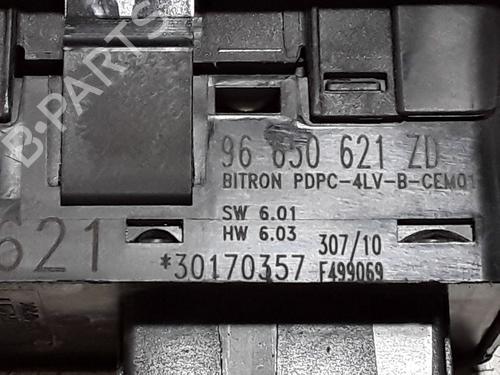 B-PARTS
96 650 621 ZD
BITRON PDPC-4LV-B-CEM01
SW 6.01
HW 6.03
621
307/10
*30170357
F499069